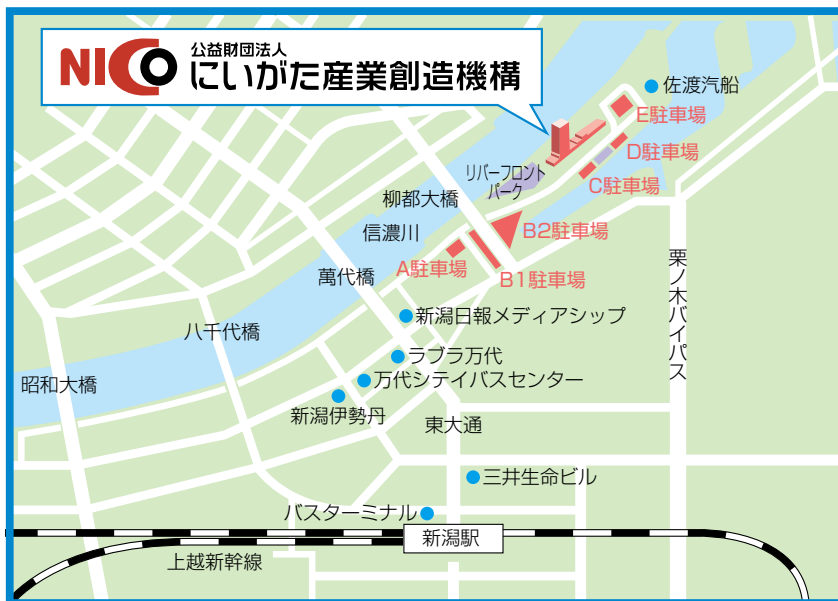 NICO
公益財団法人
にいがた産業創造機構
佐渡汽船
E駐車場
D駐車場
C駐車場
リバーフロント
パーク
柳都大橋
信濃川
B2駐車場
A駐車場
B1駐車場
萬代橋
栗ノ木バイパス
新潟日報メディアシップ
八千代橋
ラブラ万代
昭和大橋
万代シテイバスセンター
新潟伊勢丹
東大通
三井生命ビル
バスターミナル
新潟駅
上越新幹線